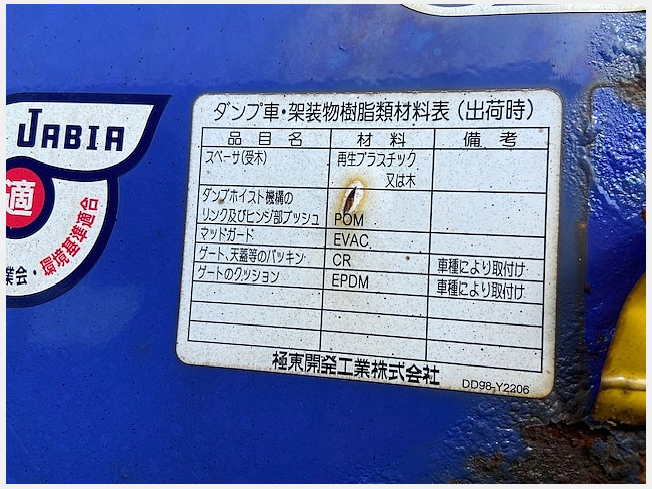 JABIA
適
業会・環境基準適合
ダンプ車・架装物樹脂類材料表（出荷時）
品目名 材料 備考
スペーサ(受木) 再生プラスチック
又は木
ダンプホイスト機構の
リンク及びヒンジ部ブッシュ POM
マッドガード EVAC
ゲート、天蓋等のパッキン CR 車種により取付け
ゲートのクッション EPDM 車種により取付け
極東開発工業株式会社
DD98-Y2206